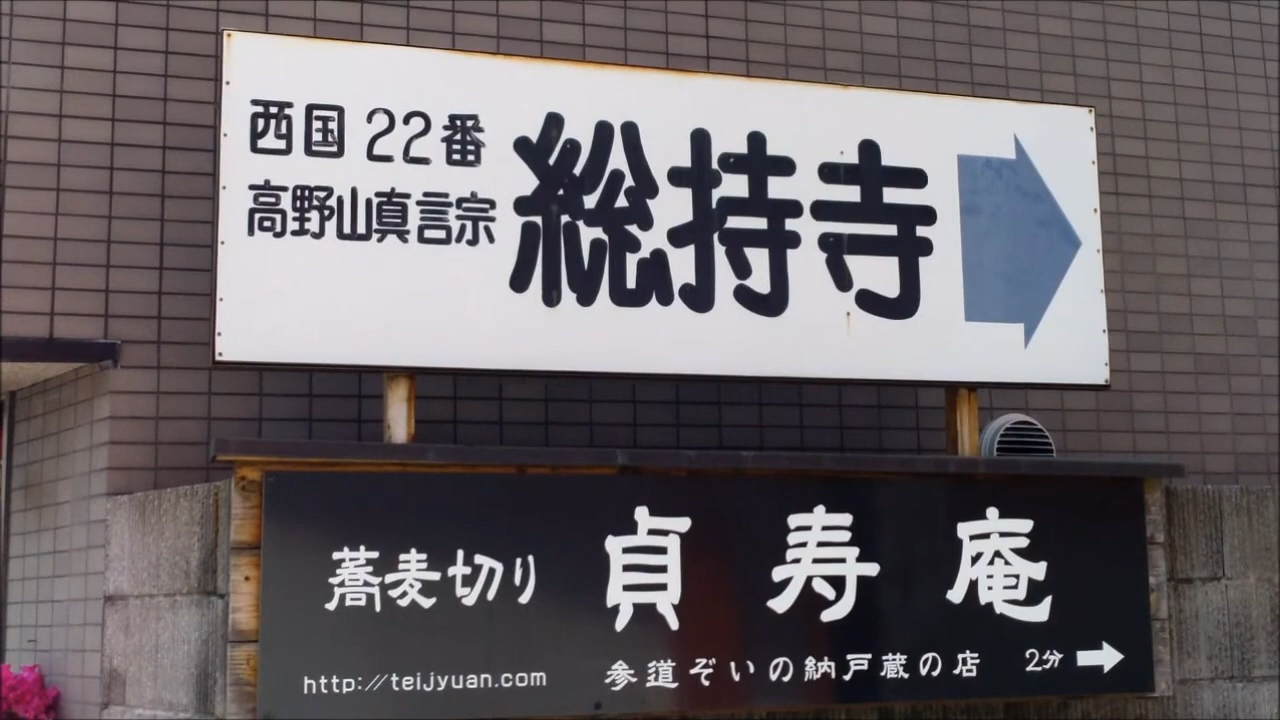 西国22番
高野山真言宗
総持寺
蕎麦切り
貞寿庵
http://teijyuan.com
参道ぞいの納戸蔵の店
2分